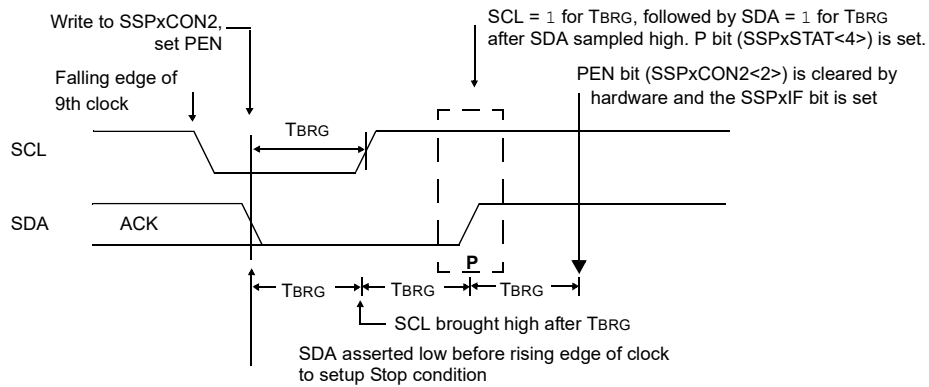 Write to SSPxCON2,
set PEN
SCL = 1 for TBRG, followed by SDA = 1 for TBRG
after SDA sampled high. P bit (SSPxSTAT<4>) is set.
Falling edge of
9th clock
PEN bit (SSPxCON2<2>) is cleared by
hardware and the SSPxIF bit is set
TBRG
SCL
SDA
ACK
P
TBRG
TBRG
TBRG
SCL brought high after TBRG
SDA asserted low before rising edge of clock
to setup Stop condition